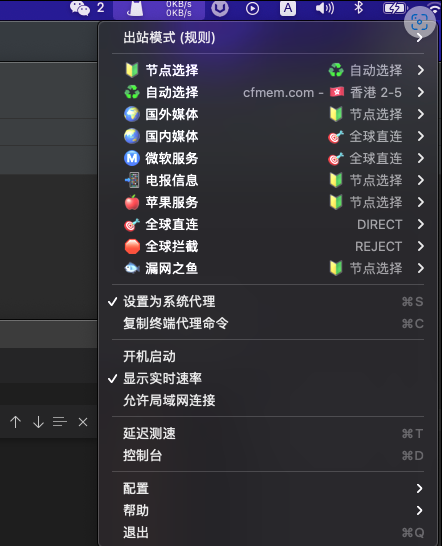 2 0KB/s A
0KB/s
出站模式 (规则)
节点选择 自动选择
自动选择 cfmem.com - 🇭🇰 香港 2-5
国外媒体 节点选择
国内媒体 全球直连
M 微软服务 全球直连
电报信息 节点选择
苹果服务 节点选择
全球直连 DIRECT
全球拦截 REJECT
漏网之鱼 节点选择
设置为系统代理 ⌘S
复制终端代理命令 ⌘C
开机启动
显示实时速率
允许局域网连接
延迟测速 ⌘T
控制台 ⌘D
配置
帮助
退出 ⌘Q